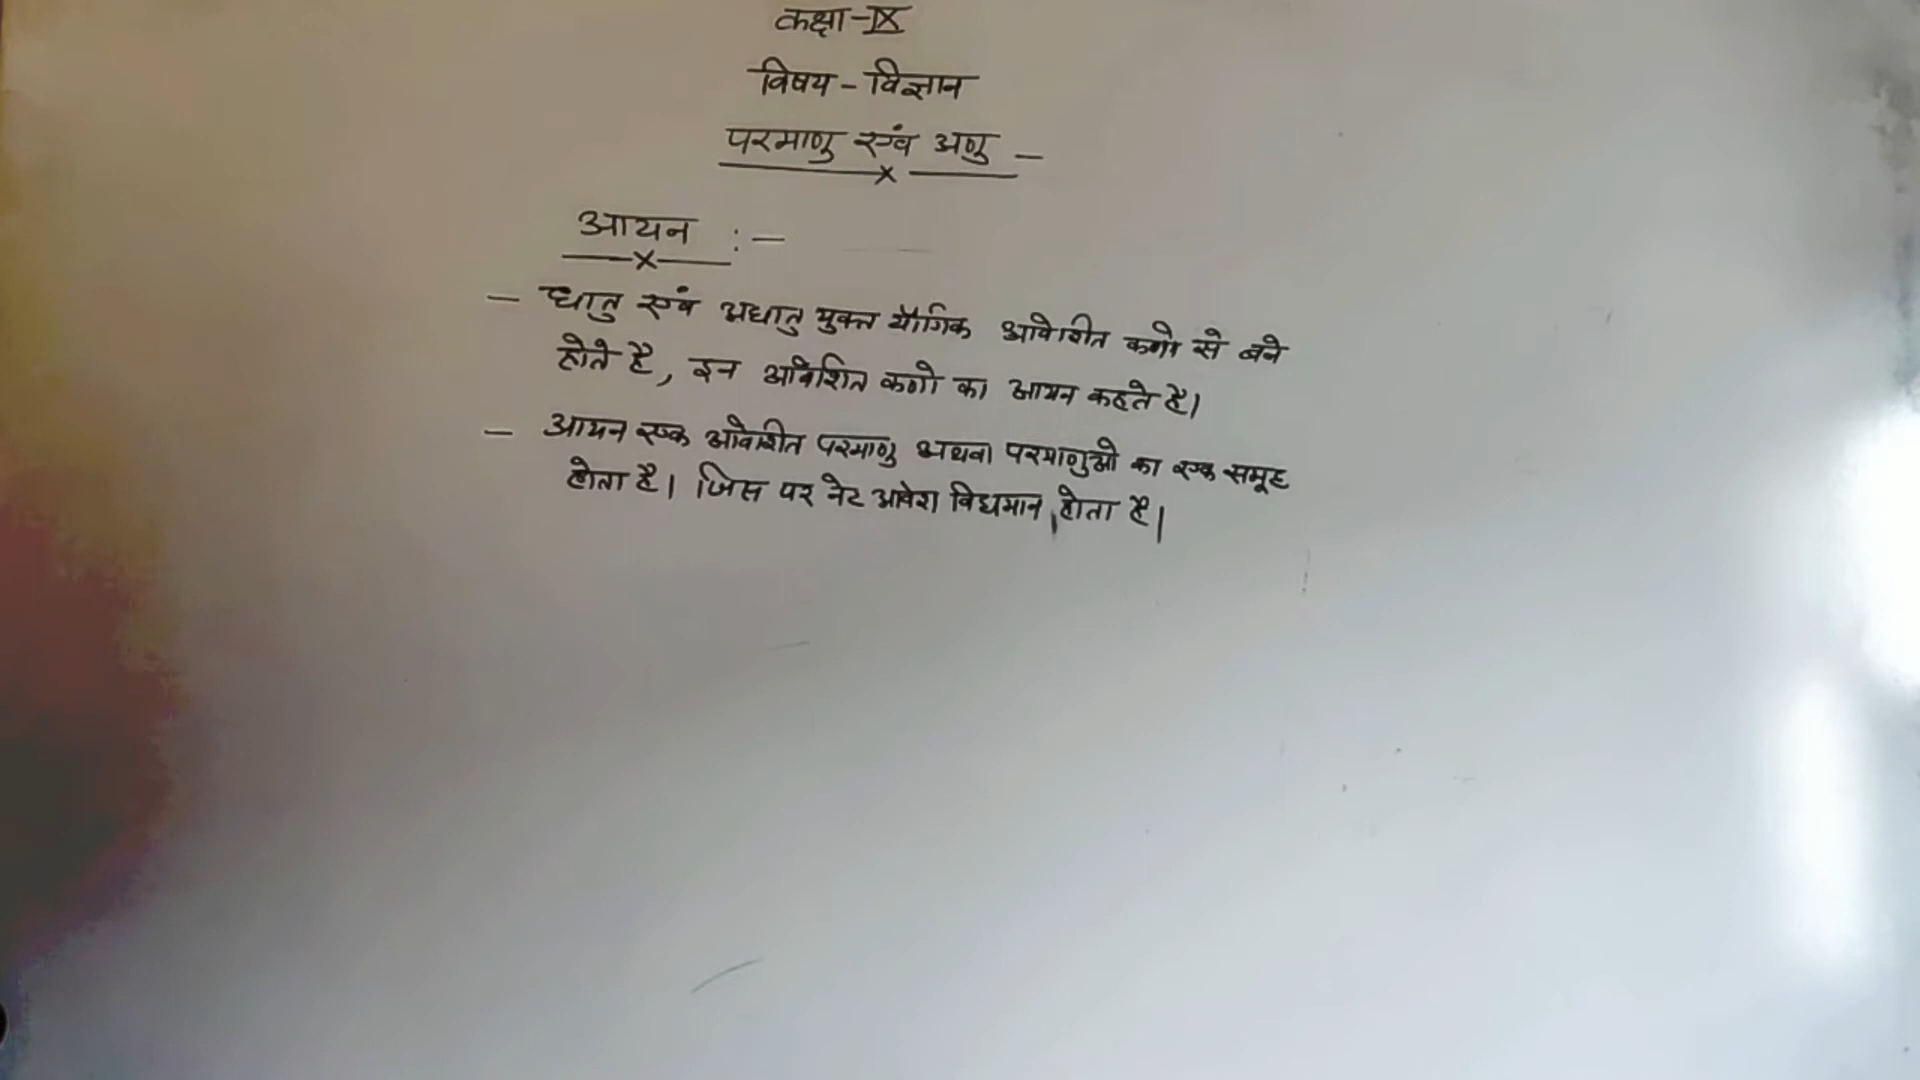 कक्षा-IX
विषय - विज्ञान
परमाणु एवं अणु -
आयन :-
- धातु एवं अधातु युक्त यौगिक आवेशीत कणो से बने
होते है, इन आवेशित कणो का आयन कहते है।
- आयन एक आवेशीत परमाणु अथवा परमाणुओ का एक समूह
होता है। जिस पर नेट आवेश विद्यमान होता है।